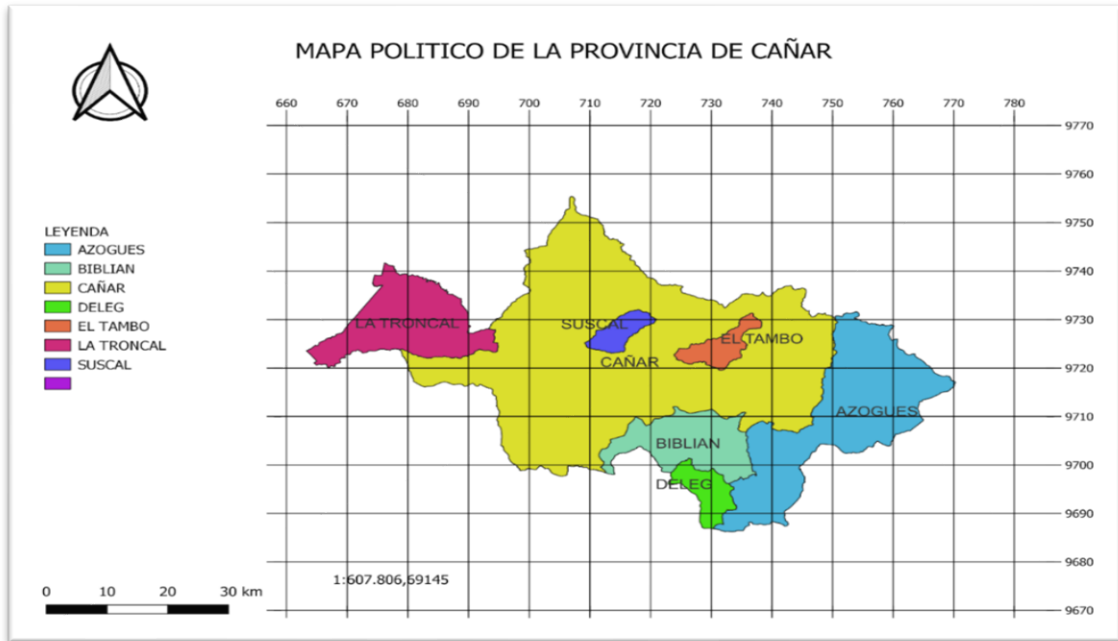 MAPA POLITICO DE LA PROVINCIA DE CAÑAR
660 670 680 690 700 710 720 730 740 750 760 770 780
9770
9760
9750
9740
9730
9720
9710
9700
9690
9680
9670
LEYENDA
AZOGUES
BIBLIAN
CAÑAR
DELEG
EL TAMBO
LA TRONCAL
SUSCAL
LA TRONCAL
SUSCAL
EL TAMBO
CAÑAR
AZOGUES
BIBLIAN
DELEG
1:607.806,69145
0 10 20 30 km